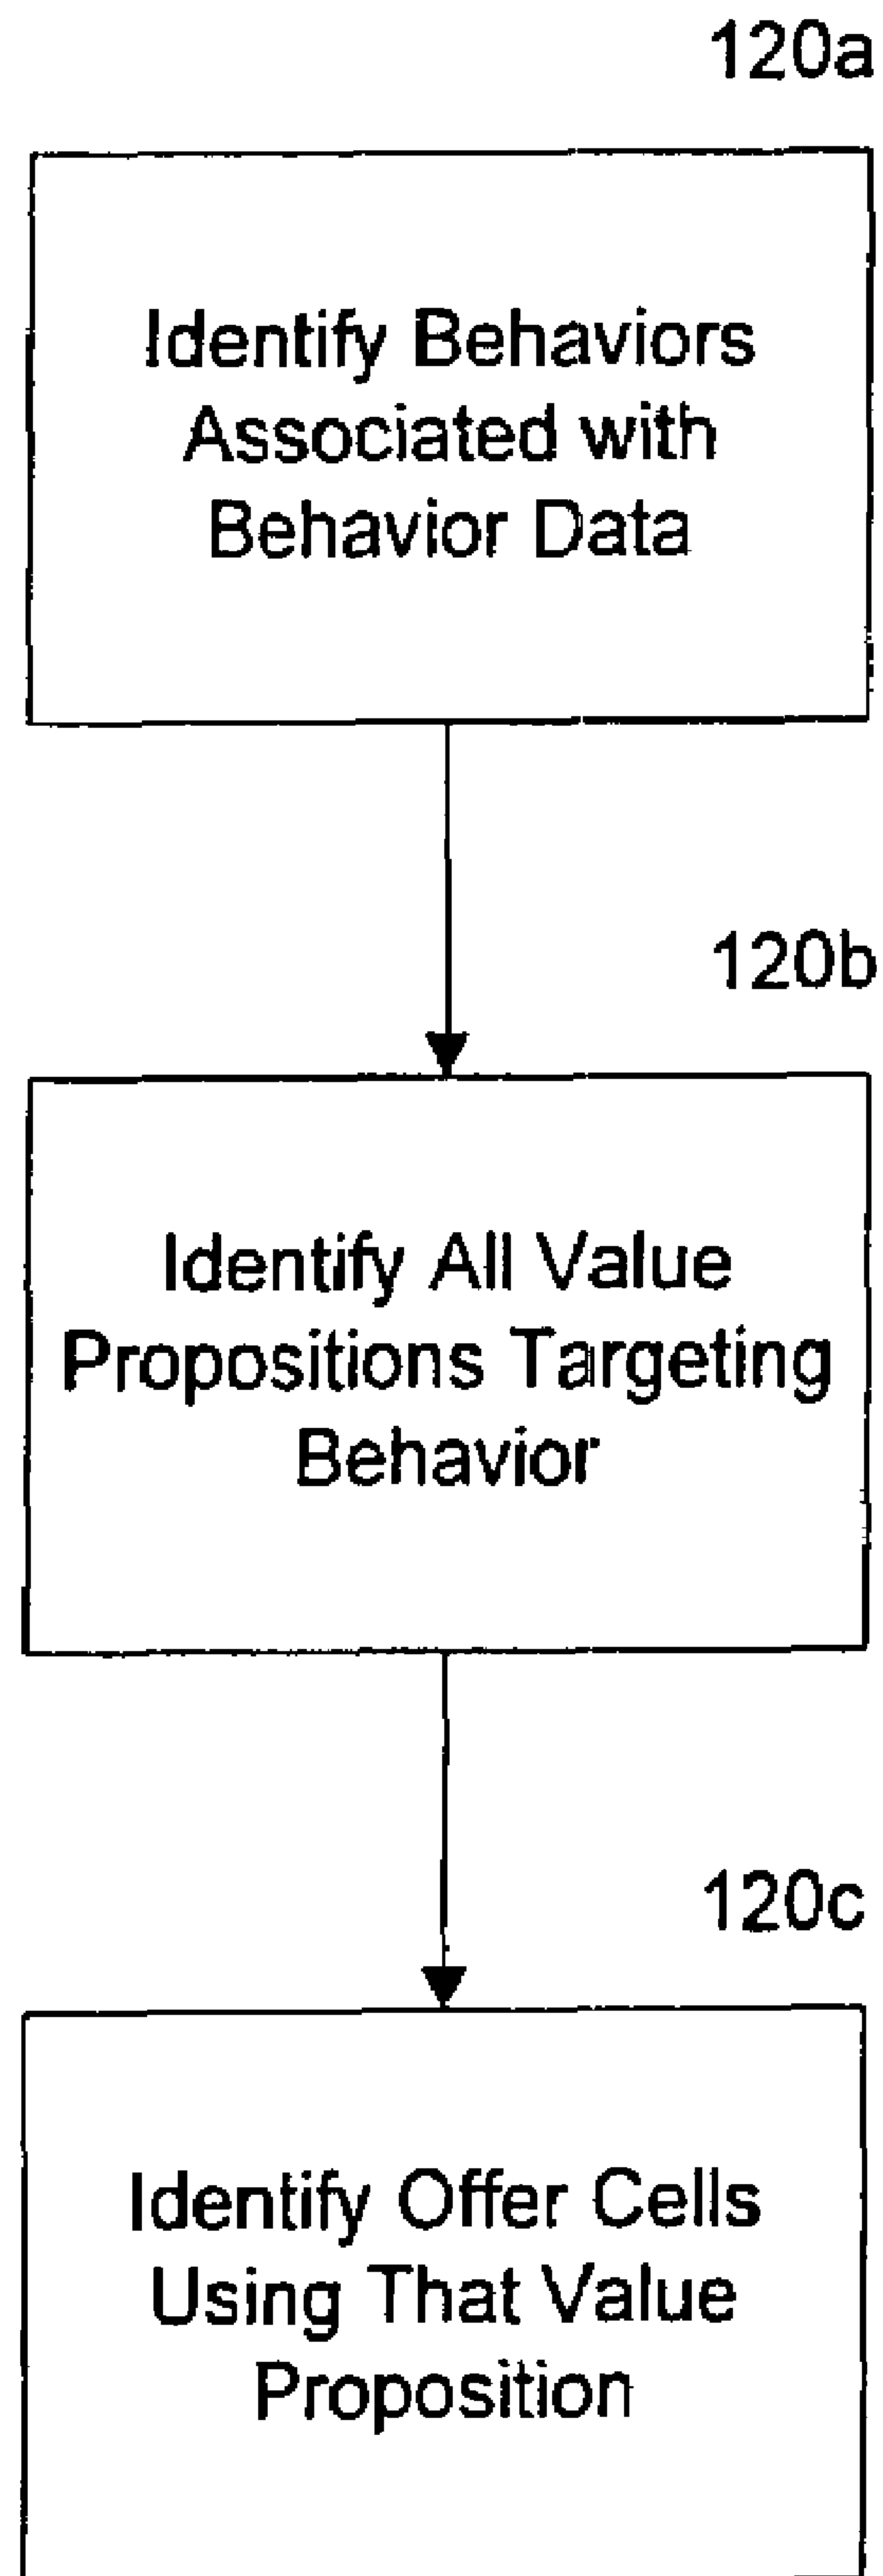 120a
Identify Behaviors
Associated with
Behavior Data
120b
Identify All Value
Propositions Targeting
Behavior
120c
Identify Offer Cells
Using That Value
Proposition